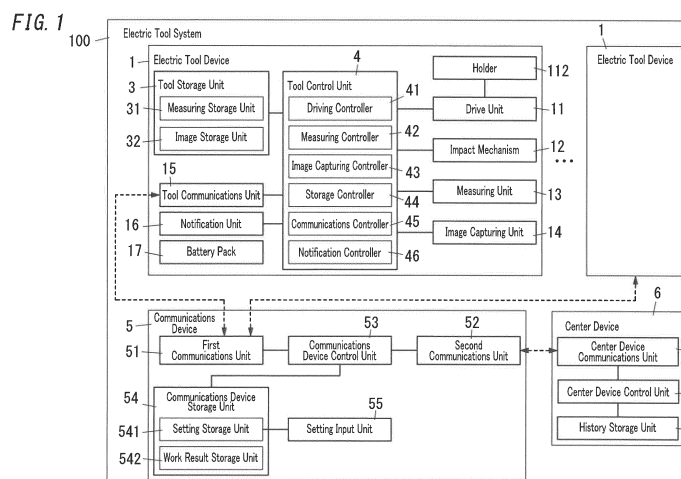 FIG. 1
100
Electric Tool System
1
Electric Tool Device
3
Tool Storage Unit
31
Measuring Storage Unit
32
Image Storage Unit
15
Tool Communications Unit
16
Notification Unit
17
Battery Pack
4
Tool Control Unit
Driving Controller
41
Measuring Controller
42
Image Capturing Controller
43
Storage Controller
44
Communications Controller
45
Notification Controller
46
Holder
112
Drive Unit
11
Impact Mechanism
12
Measuring Unit
13
Image Capturing Unit
14
...
1
Electric Tool Device
5
Communications
Device
51
First
Communications Unit
53
Communications
Device Control Unit
52
Second
Communications Unit
54
Communications Device
Storage Unit
541
Setting Storage Unit
542
Work Result Storage Unit
55
Setting Input Unit
6
Center Device
Center Device
Communications Unit
Center Device Control Unit
History Storage Unit